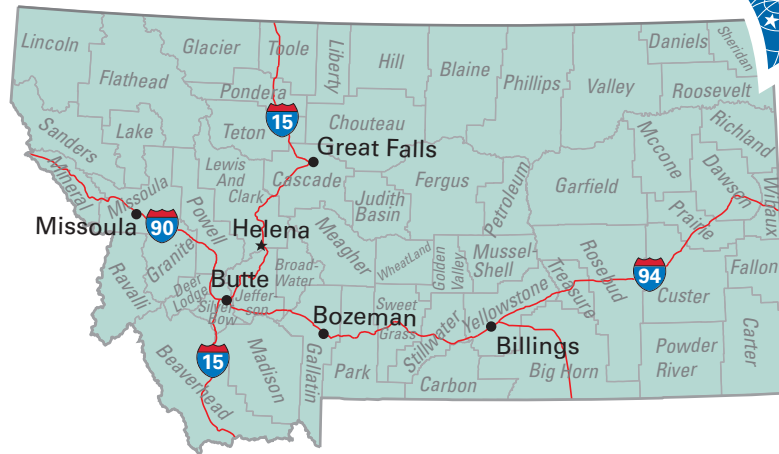 Lincoln
Flathead
Glacier
Toole
Liberty
Hill
Blaine
Phillips
Valley
Daniels
Sheridan
Roosevelt
Pondera
15
Teton
Chouteau
Great Falls
Sanders
Lake
Mineral
Missoula
Missoula
90
Powell
Lewis
And
Clark
Cascade
Judith
Basin
Fergus
Petroleum
Garfield
Mccone
Richland
Dawson
Wibaux
Prairie
Helena
Granite
Ravalli
Deer
Lodge
Butte
Silver
Bow
Jeffer-
son
Broad-
Water
Meagher
WheatLand
Golden
Valley
Mussel-
Shell
Rosebud
Treasure
94
Custer
Fallon
Bozeman
Sweet
Grass
Stillwater
Yellowstone
Billings
15
Beaverhead
Madison
Gallatin
Park
Carbon
Big Horn
Powder
River
Carter